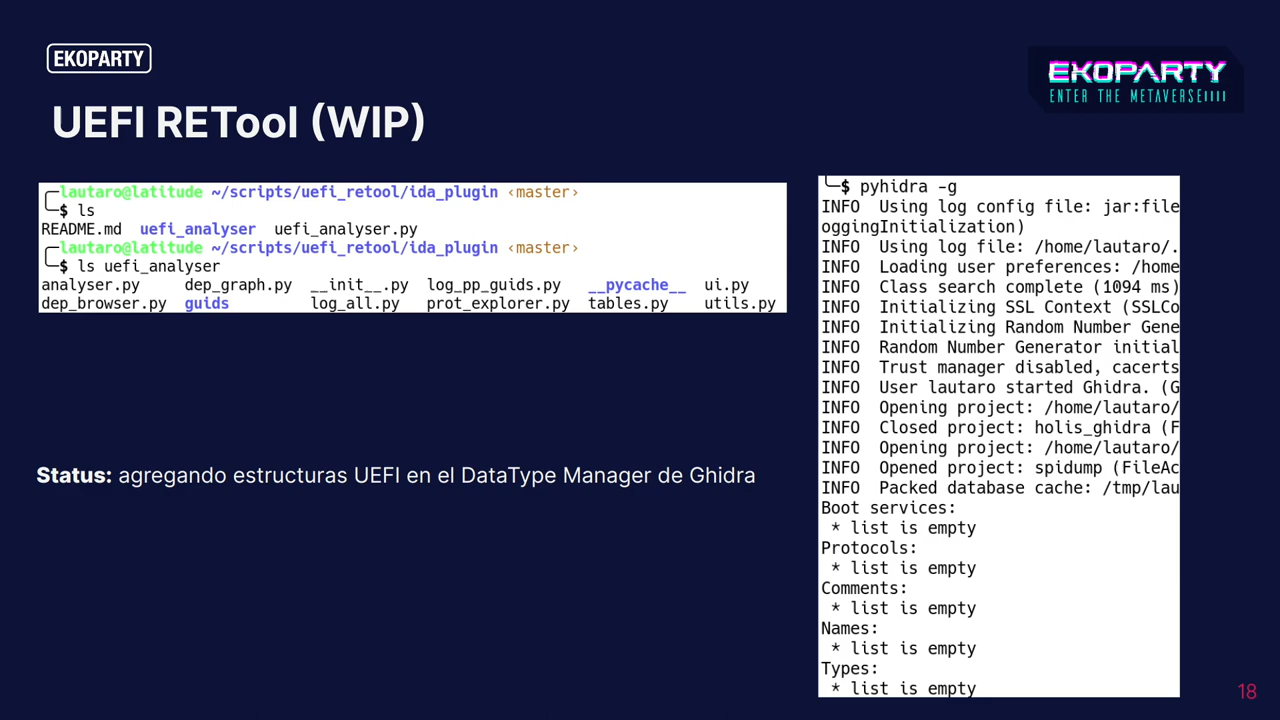 EKOPARTY
EKOPARTY
ENTER THE METAVERSE
UEFI RETool (WIP)
lautaro@latitude ~/scripts/uefi_retool/ida_plugin ‹master›
$ ls
README.md uefi_analyser uefi_analyser.py
lautaro@latitude ~/scripts/uefi_retool/ida_plugin ‹master›
$ ls uefi_analyser
analyser.py dep_graph.py __init__.py log_pp_guids.py __pycache__ ui.py
dep_browser.py guids log_all.py prot_explorer.py tables.py utils.py
Status: agregando estructuras UEFI en el DataType Manager de Ghidra
$ pyhidra -g
INFO Using log config file: jar:file
oggingInitialization)
INFO Using log file: /home/lautaro/.
INFO Loading user preferences: /home
INFO Class search complete (1094 ms)
INFO Initializing SSL Context (SSLCo
INFO Initializing Random Number Gene
INFO Random Number Generator initial
INFO Trust manager disabled, cacerts
INFO User lautaro started Ghidra. (G
INFO Opening project: /home/lautaro/
INFO Closed project: holis_ghidra (F
INFO Opening project: /home/lautaro/
INFO Opened project: spidump (FileAc
INFO Packed database cache: /tmp/lau
Boot services:
* list is empty
Protocols:
* list is empty
Comments:
* list is empty
Names:
* list is empty
Types:
* list is empty
18